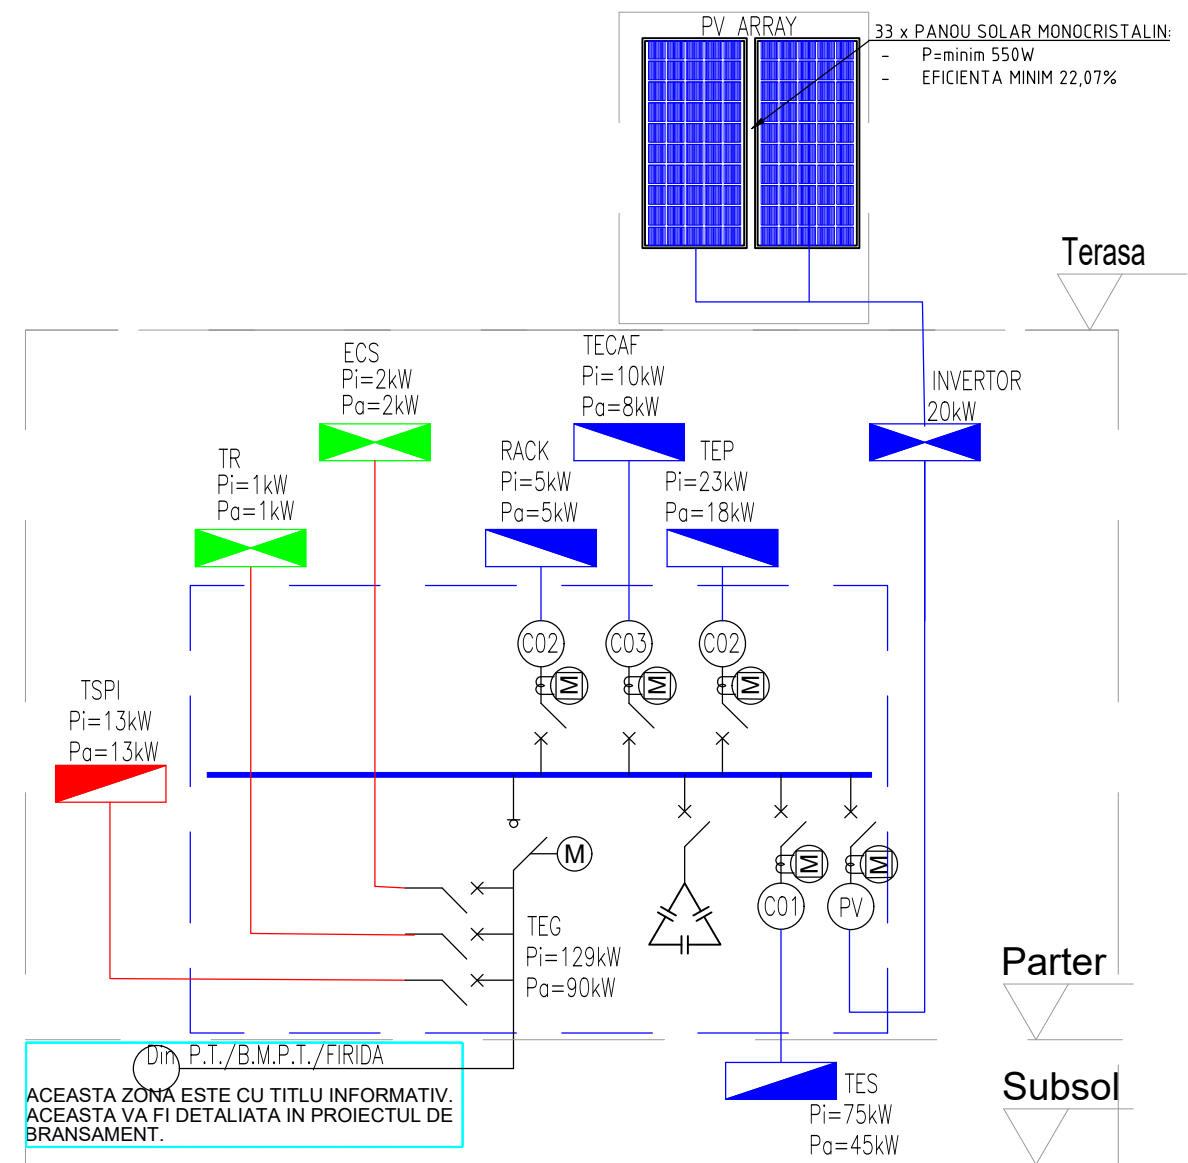 PV ARRAY
33 x PANOU SOLAR MONOCRISTALIN:
- P=minim 550W
- EFICIENTA MINIM 22,07%
Terasa
ECS
Pi=2kW
Pa=2kW
TECAF
Pi=10kW
Pa=8kW
INVERTOR
20kW
TR
Pi=1kW
Pa=1kW
RACK
Pi=5kW
Pa=5kW
TEP
Pi=23kW
Pa=18kW
C02
C03
C02
M
M
M
TSPI
Pi=13kW
Pa=13kW
M
M
M
C01
PV
TEG
Pi=129kW
Pa=90kW
Parter
Din P.T./B.M.P.T./FIRIDA
ACEASTA ZONA ESTE CU TITLU INFORMATIV.
ACEASTA VA FI DETALIATA IN PROIECTUL DE
BRANSAMENT.
Subsol
TES
Pi=75kW
Pa=45kW